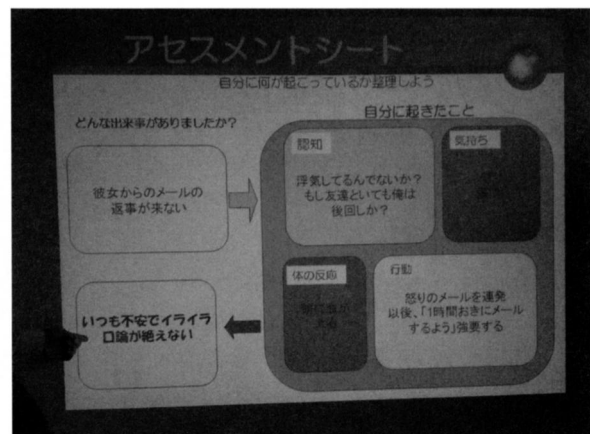 アセスメントシート
自分に何が起こっているか整理しよう
どんな出来事がありましたか?
自分に起きたこと
彼女からのメールの
返事が来ない
認知
浮気してるんでないか?
もし友達といても俺は
後回しか?
気持ち
体の反応
行動
怒りのメールを連発
以後、「1時間おきにメール
するよう」強要する
いつも不安でイライラ
口論が絶えない